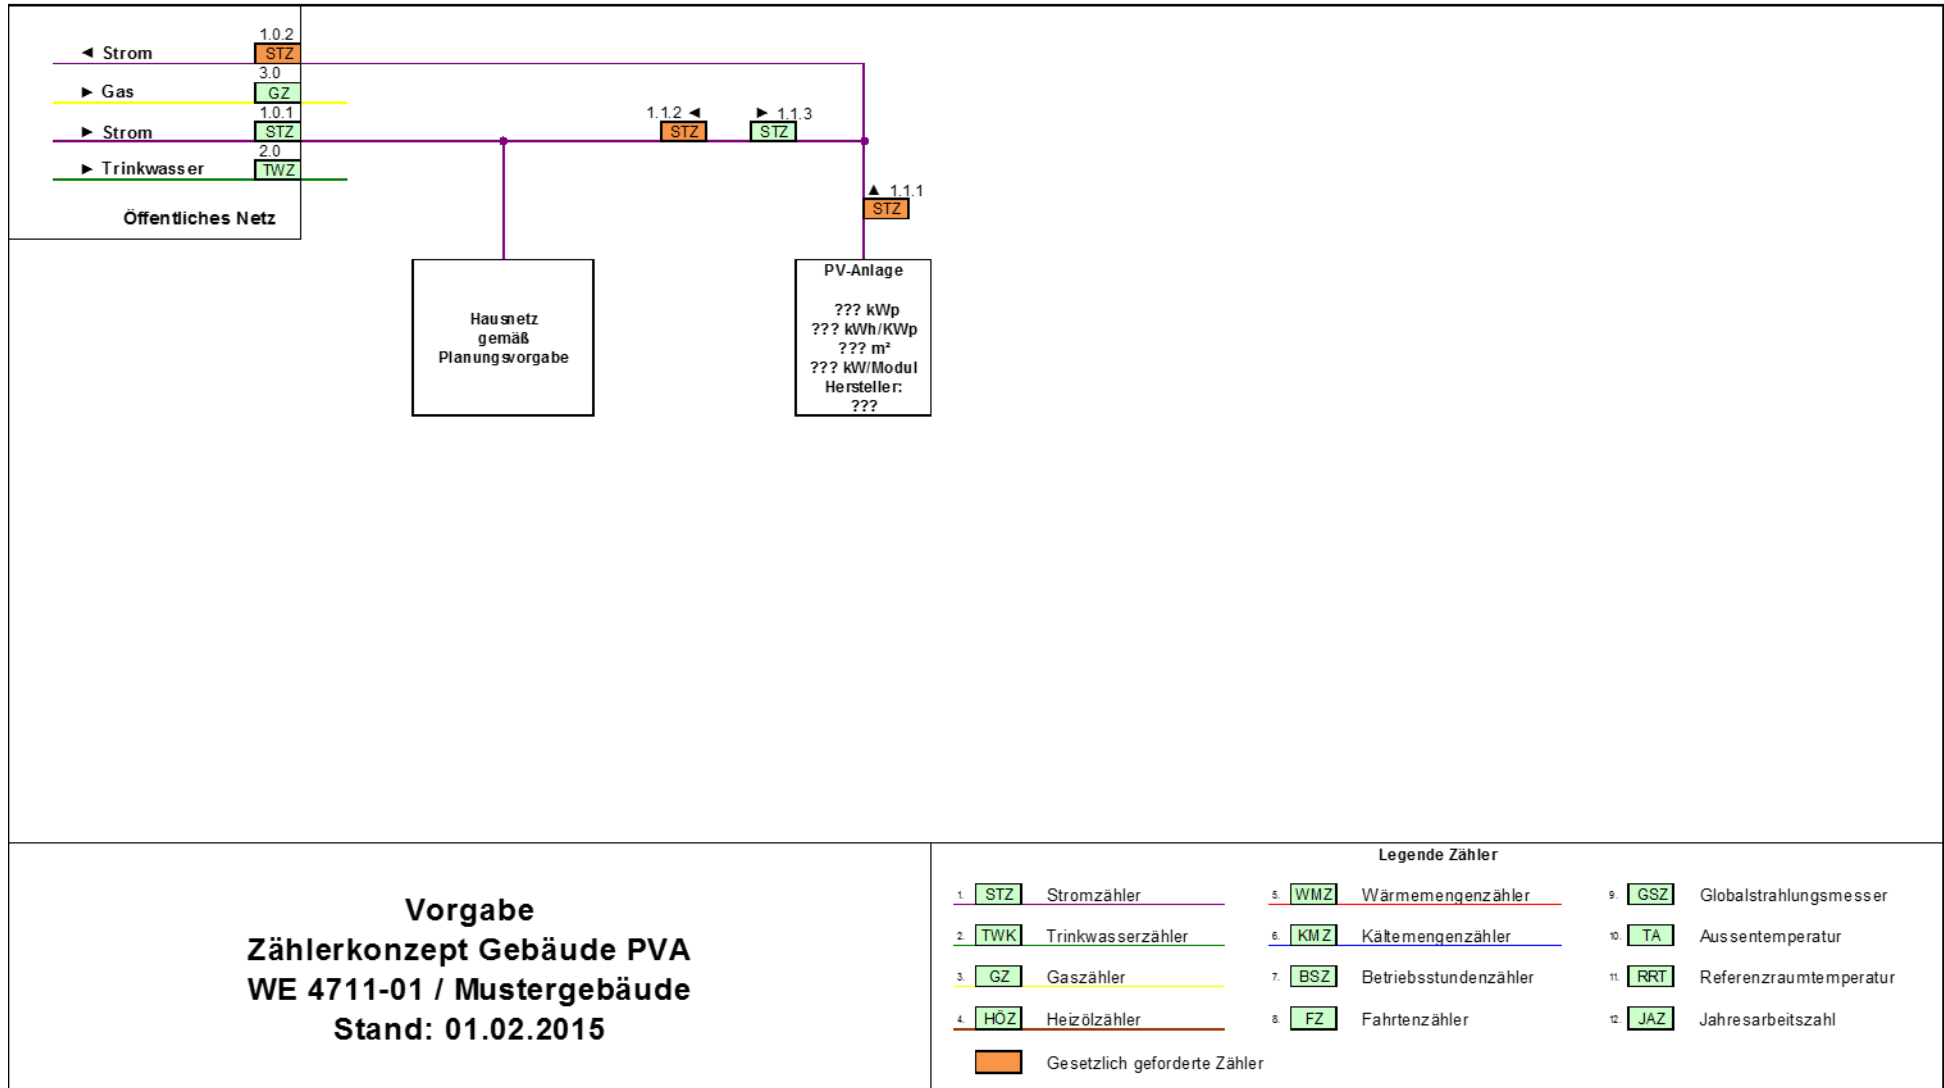 1.0.2
◄ Strom
STZ
3.0
► Gas
GZ
1.0.1
► Strom
STZ
2.0
► Trinkwasser
TWZ
Öffentliches Netz
1.1.2 ◄
STZ
► 1.1.3
STZ
▲ 1.1.1
STZ
Hausnetz
gemäß
Planungsvorgabe
PV-Anlage
??? kWp
??? kWh/KWp
??? m²
??? kW/Modul
Hersteller:
???
Vorgabe
Zählerkonzept Gebäude PVA
WE 4711-01 / Mustergebäude
Stand: 01.02.2015
Legende Zähler
1. STZ Stromzähler
2. TWK Trinkwasserzähler
3. GZ Gaszähler
4. HÖZ Heizölzähler
Gesetzlich geforderte Zähler
5. WMZ Wärmemengenzähler
6. KMZ Kältemengenzähler
7. BSZ Betriebsstundenzähler
8. FZ Fahrtenzähler
9. GSZ Globalstrahlungsmesser
10. TA Aussentemperatur
11. RRT Referenzraumtemperatur
12. JAZ Jahresarbeitszahl